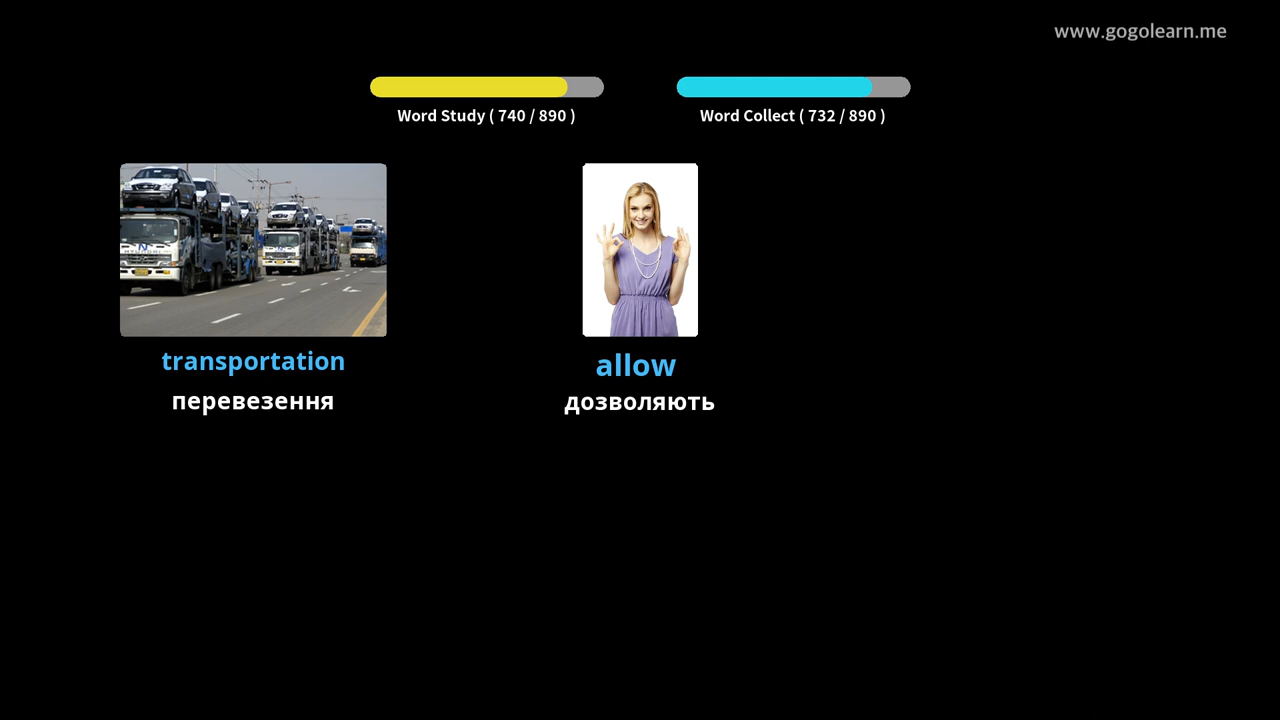 www.gogolearn.me
Word Study ( 740 / 890 )
Word Collect ( 732 / 890 )
transportation
перевезення
allow
дозволяють